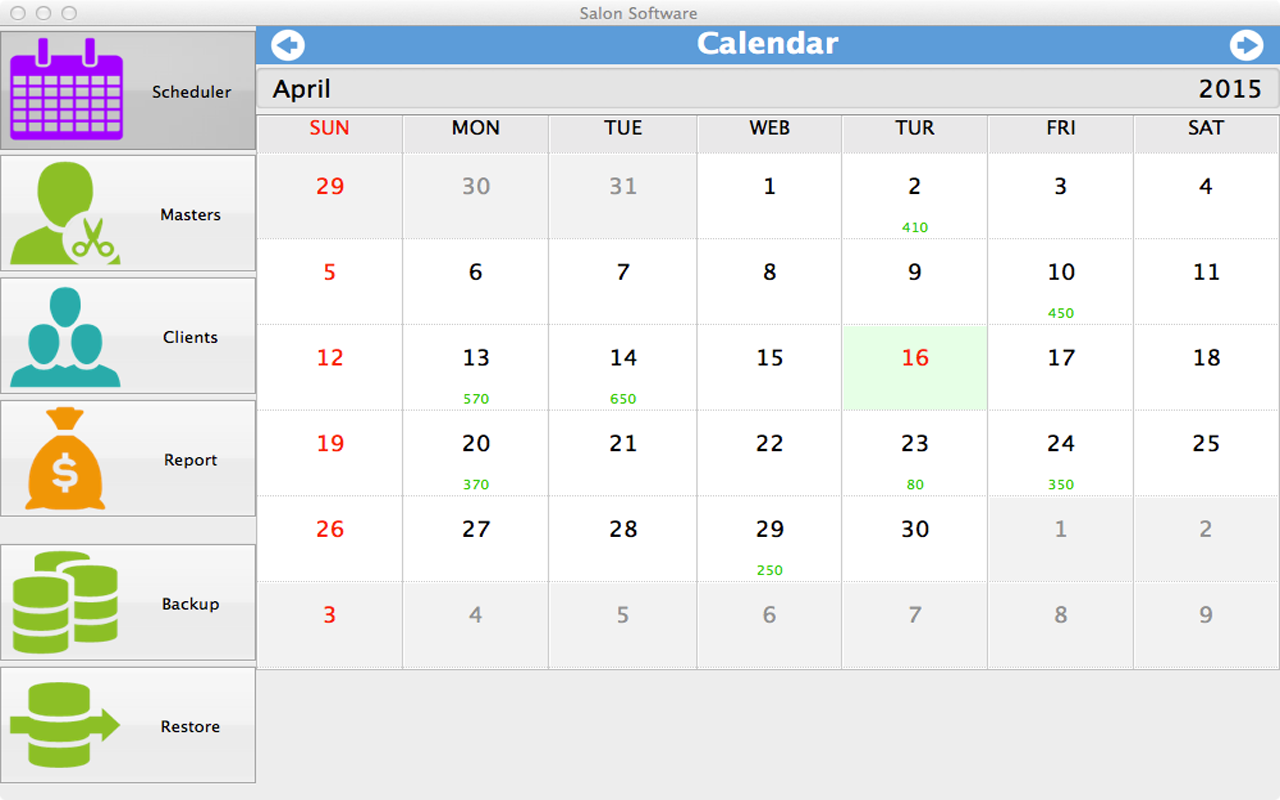 Salon Software
Scheduler
Masters
Clients
$
Report
Backup
Restore
Calendar
April 2015
SUN MON TUE WEB TUR FRI SAT
29 30 31 1 2 3 4
410
5 6 7 8 9 10 11
450
12 13 14 15 16 17 18
570 650
19 20 21 22 23 24 25
370 80 350
26 27 28 29 30 1 2
250
3 4 5 6 7 8 9